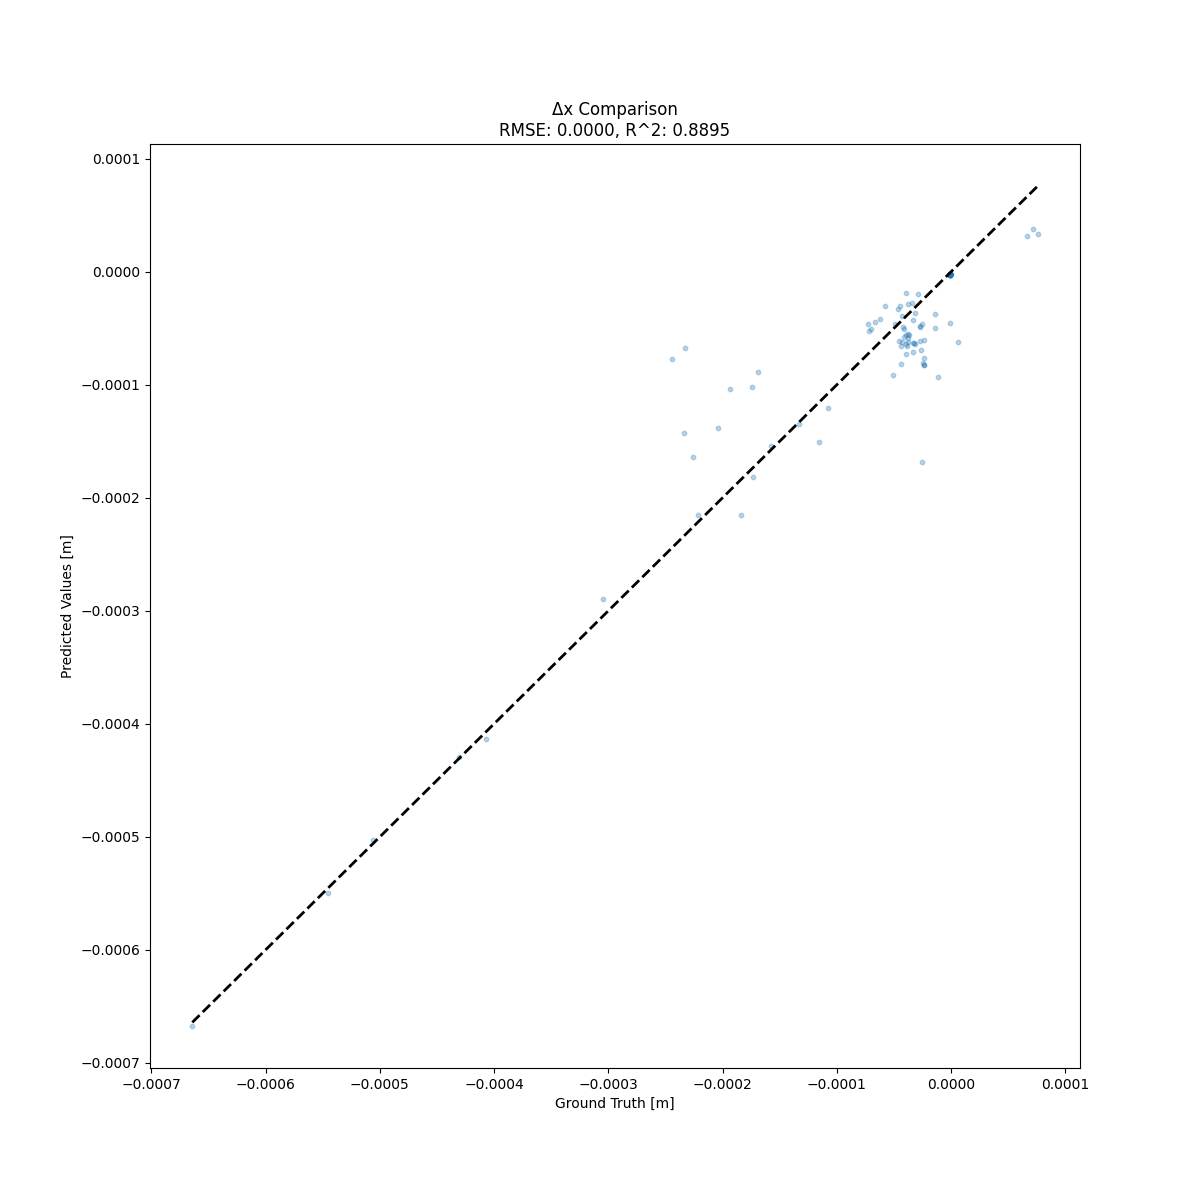 Δx Comparison
RMSE: 0.0000, R^2: 0.8895
0.0001
0.0000
−0.0001
−0.0002
−0.0003
−0.0004
−0.0005
−0.0006
−0.0007
Predicted Values [m]
−0.0007 −0.0006 −0.0005 −0.0004 −0.0003 −0.0002 −0.0001 0.0000 0.0001
Ground Truth [m]